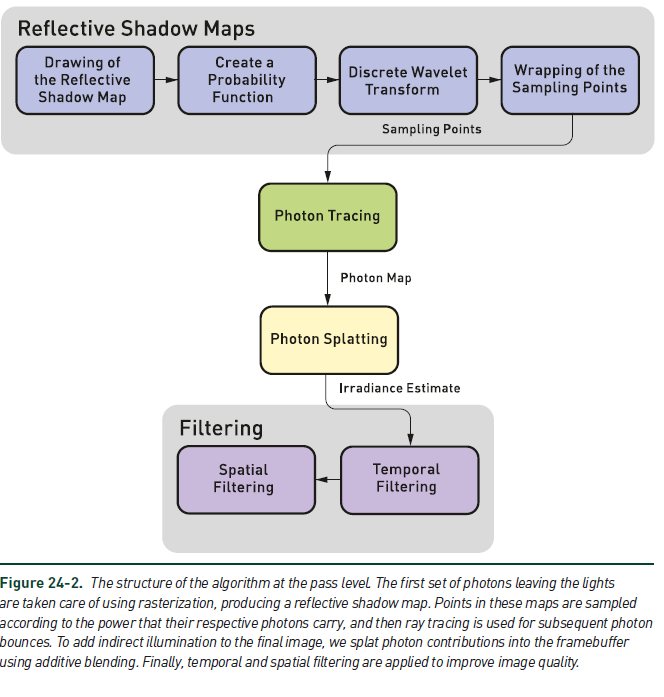 Reflective Shadow Maps
Drawing of
the Reflective
Shadow Map
Create a
Probability
Function
Discrete Wavelet
Transform
Wrapping of the
Sampling Points
Sampling Points
Photon Tracing
Photon Map
Photon Splatting
Irradiance Estimate
Filtering
Spatial
Filtering
Temporal
Filtering
Figure 24-2. The structure of the algorithm at the pass level. The first set of photons leaving the lights
are taken care of using rasterization, producing a reflective shadow map. Points in these maps are sampled
according to the power that their respective photons carry, and then ray tracing is used for subsequent photon
bounces. To add indirect illumination to the final image, we splat photon contributions into the framebuffer
using additive blending. Finally, temporal and spatial filtering are applied to improve image quality.